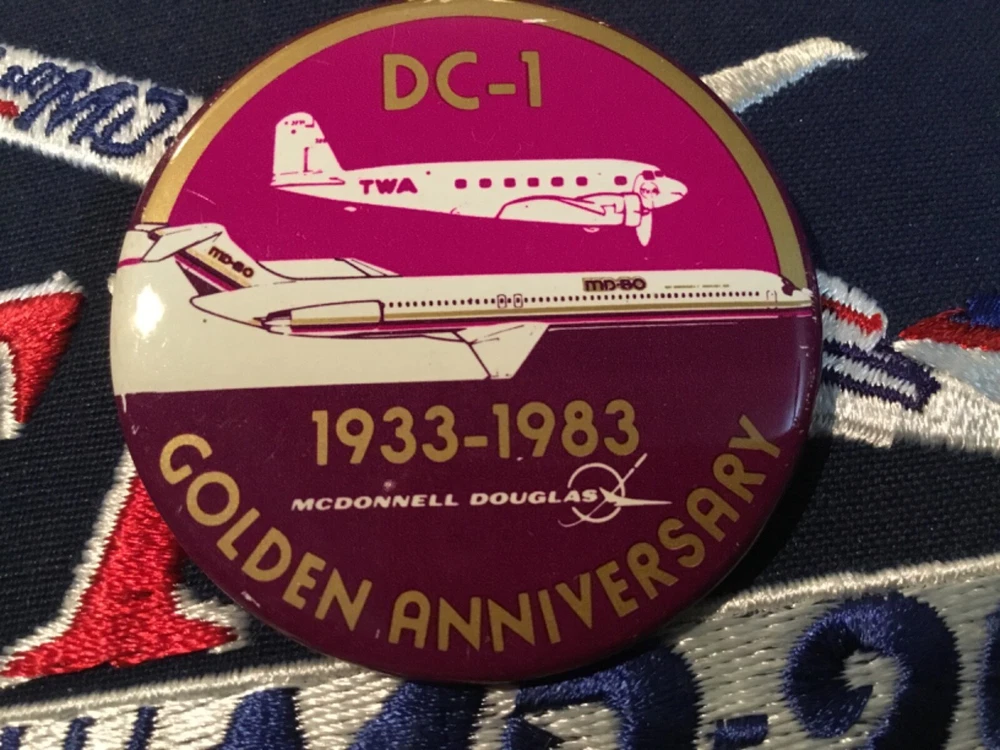 DC-1
TWA
MD-80
MD-80
1933-1983
MCDONNELL DOUGLAS
GOLDEN ANNIVERSARY